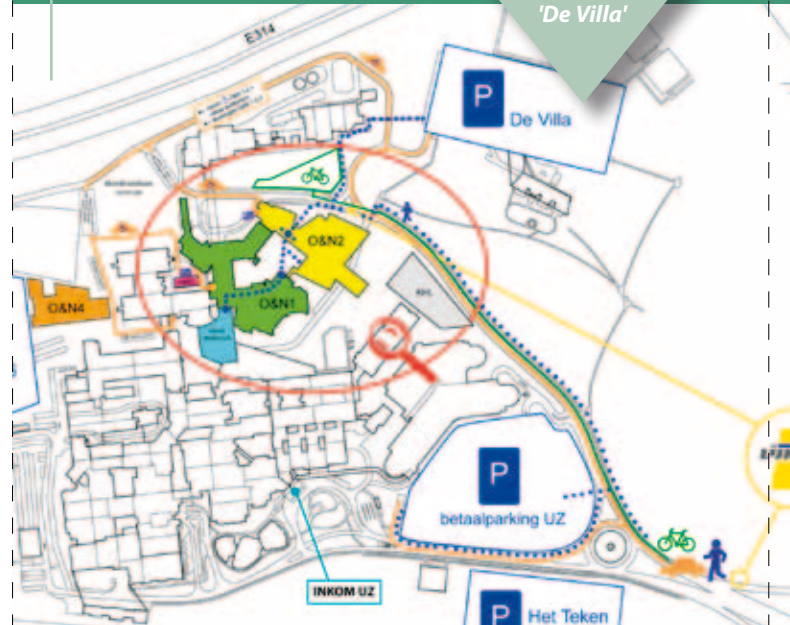 'De Villa'
E314
P
De Villa
O&N2
O&N4
O&N1
P
betaalparking UZ
INKOM UZ
P
Het Teken